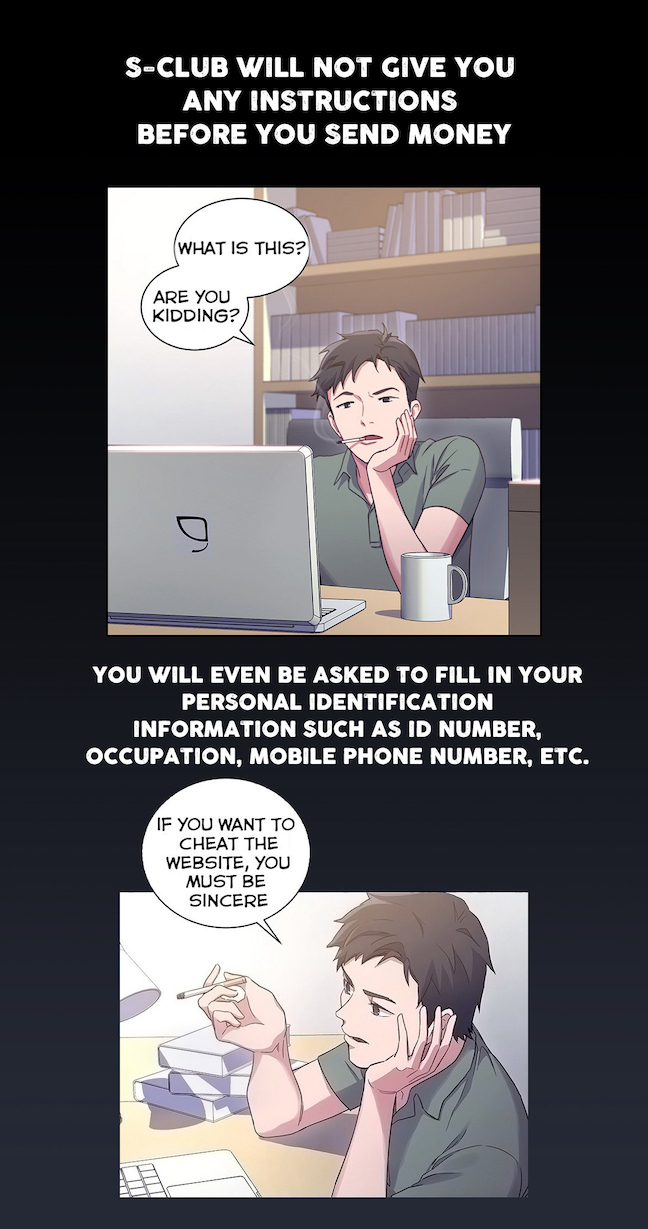 S-CLUB WILL NOT GIVE YOU
ANY INSTRUCTIONS
BEFORE YOU SEND MONEY
WHAT IS THIS?
ARE YOU
KIDDING?
YOU WILL EVEN BE ASKED TO FILL IN YOUR
PERSONAL IDENTIFICATION
INFORMATION SUCH AS ID NUMBER,
OCCUPATION, MOBILE PHONE NUMBER, ETC.
IF YOU WANT TO
CHEAT THE
WEBSITE, YOU
MUST BE
SINCERE